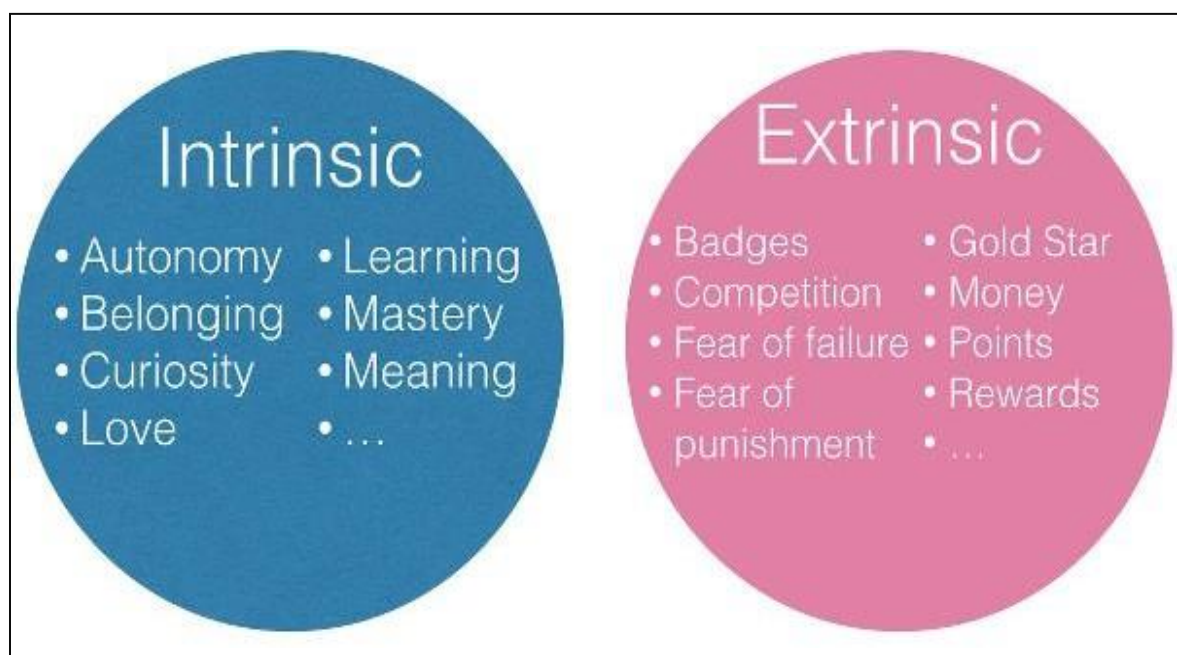 Intrinsic
• Autonomy
• Belonging
• Curiosity
• Love
• Learning
• Mastery
• Meaning
• ...
Extrinsic
• Badges
• Competition
• Fear of failure
• Fear of
punishment
• Gold Star
• Money
• Points
• Rewards
• ...